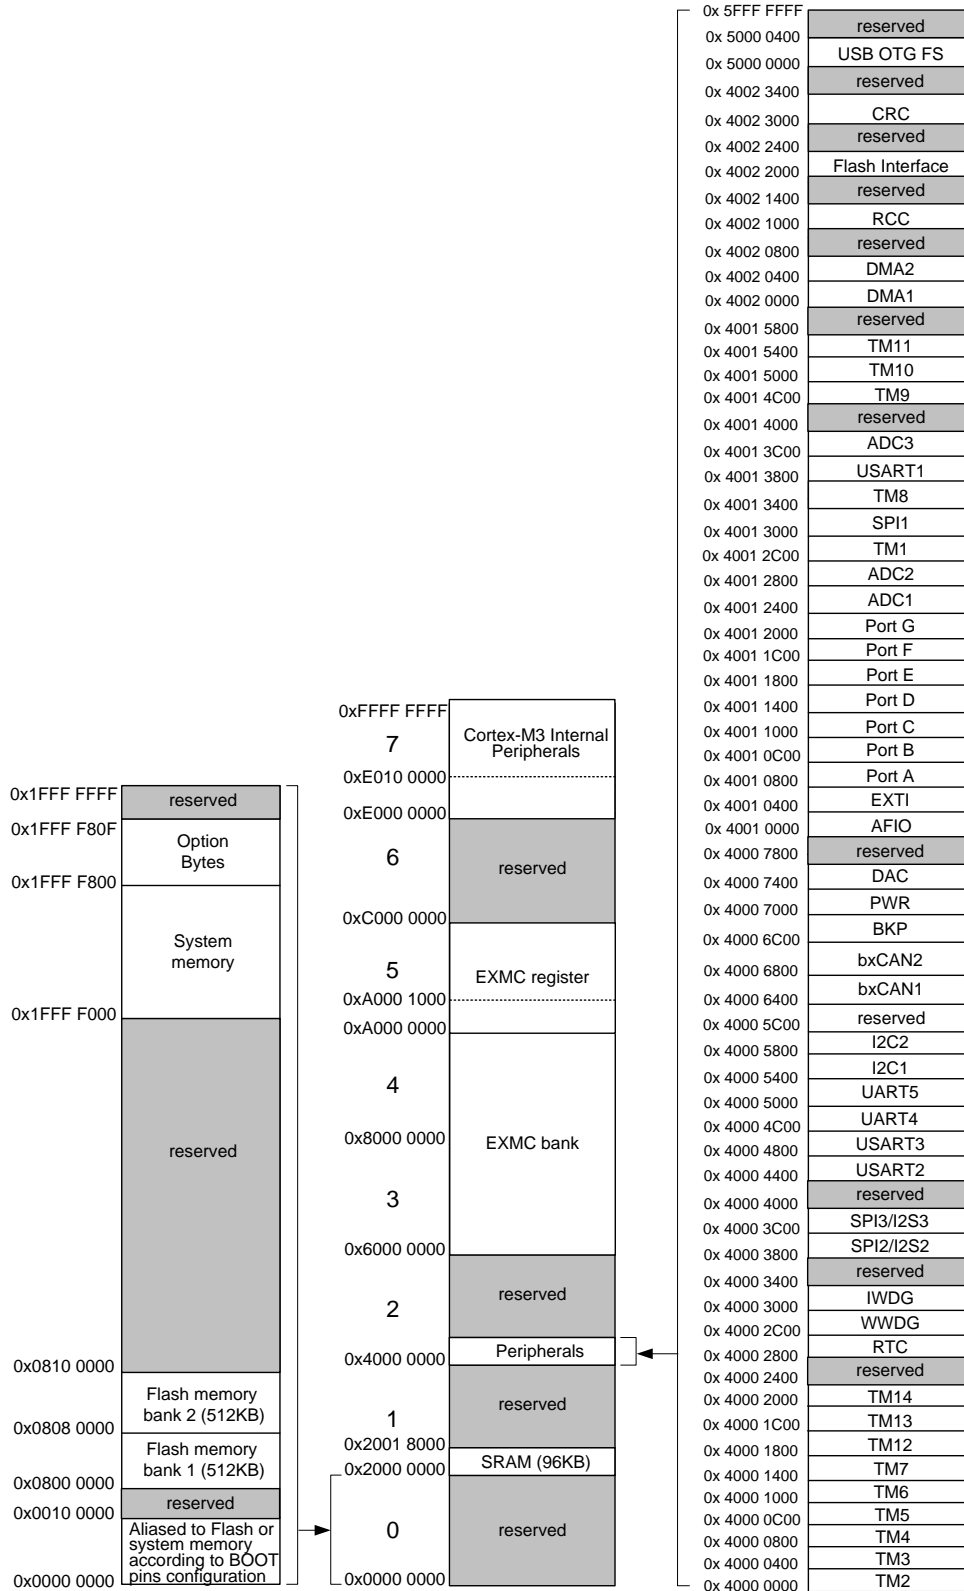 0x1FFF FFFF
reserved
0x1FFF F80F
Option
Bytes
0x1FFF F800
System
memory
0x1FFF F000
reserved
0x0810 0000
Flash memory
bank 2 (512KB)
0x0808 0000
Flash memory
bank 1 (512KB)
0x0800 0000
reserved
0x0010 0000
Aliased to Flash or
system memory
according to BOOT
pins configuration
0x0000 0000
0xFFFF FFFF
7
Cortex-M3 Internal
Peripherals
0xE010 0000
0xE000 0000
6
reserved
0xC000 0000
5
EXMC register
0xA000 1000
0xA000 0000
4
0x8000 0000
EXMC bank
3
0x6000 0000
reserved
2
0x4000 0000
Peripherals
reserved
1
0x2001 8000
SRAM (96KB)
0x2000 0000
0
reserved
0x0000 0000
0x 5FFF FFFF
reserved
0x 5000 0400
USB OTG FS
0x 5000 0000
reserved
0x 4002 3400
CRC
0x 4002 3000
reserved
0x 4002 2400
Flash Interface
0x 4002 2000
reserved
0x 4002 1400
RCC
0x 4002 1000
reserved
0x 4002 0800
DMA2
0x 4002 0400
DMA1
0x 4002 0000
reserved
0x 4001 5800
TM11
0x 4001 5400
TM10
0x 4001 5000
TM9
0x 4001 4C00
reserved
0x 4001 4000
ADC3
0x 4001 3C00
USART1
0x 4001 3800
TM8
0x 4001 3400
SPI1
0x 4001 3000
TM1
0x 4001 2C00
ADC2
0x 4001 2800
ADC1
0x 4001 2400
Port G
0x 4001 2000
Port F
0x 4001 1C00
Port E
0x 4001 1800
Port D
0x 4001 1400
Port C
0x 4001 1000
Port B
0x 4001 0C00
Port A
0x 4001 0800
EXTI
0x 4001 0400
AFIO
0x 4001 0000
reserved
0x 4000 7800
DAC
0x 4000 7400
PWR
0x 4000 7000
BKP
0x 4000 6C00
bxCAN2
0x 4000 6800
bxCAN1
0x 4000 6400
reserved
0x 4000 5C00
I2C2
0x 4000 5800
I2C1
0x 4000 5400
UART5
0x 4000 5000
UART4
0x 4000 4C00
USART3
0x 4000 4800
USART2
0x 4000 4400
reserved
0x 4000 4000
SPI3/I2S3
0x 4000 3C00
SPI2/I2S2
0x 4000 3800
reserved
0x 4000 3400
IWDG
0x 4000 3000
WWDG
0x 4000 2C00
RTC
0x 4000 2800
reserved
0x 4000 2400
TM14
0x 4000 2000
TM13
0x 4000 1C00
TM12
0x 4000 1800
TM7
0x 4000 1400
TM6
0x 4000 1000
TM5
0x 4000 0C00
TM4
0x 4000 0800
TM3
0x 4000 0400
TM2
0x 4000 0000